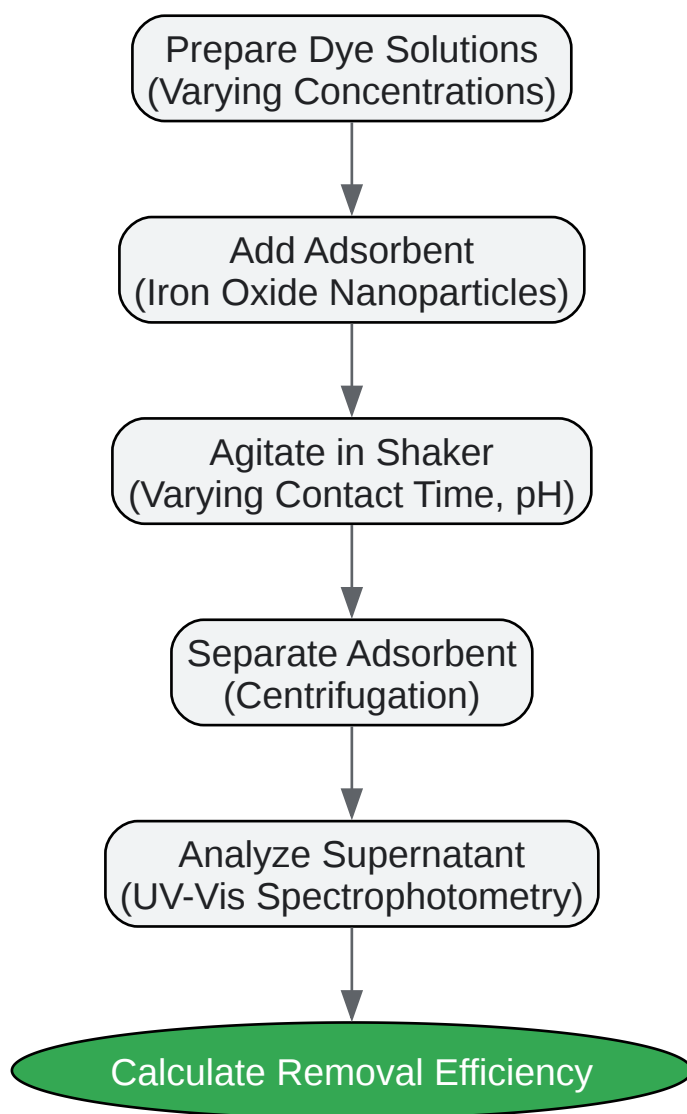 Prepare Dye Solutions
(Varying Concentrations)
Add Adsorbent
(Iron Oxide Nanoparticles)
Agitate in Shaker
(Varying Contact Time, pH)
Separate Adsorbent
(Centrifugation)
Analyze Supernatant
(UV-Vis Spectrophotometry)
Calculate Removal Efficiency